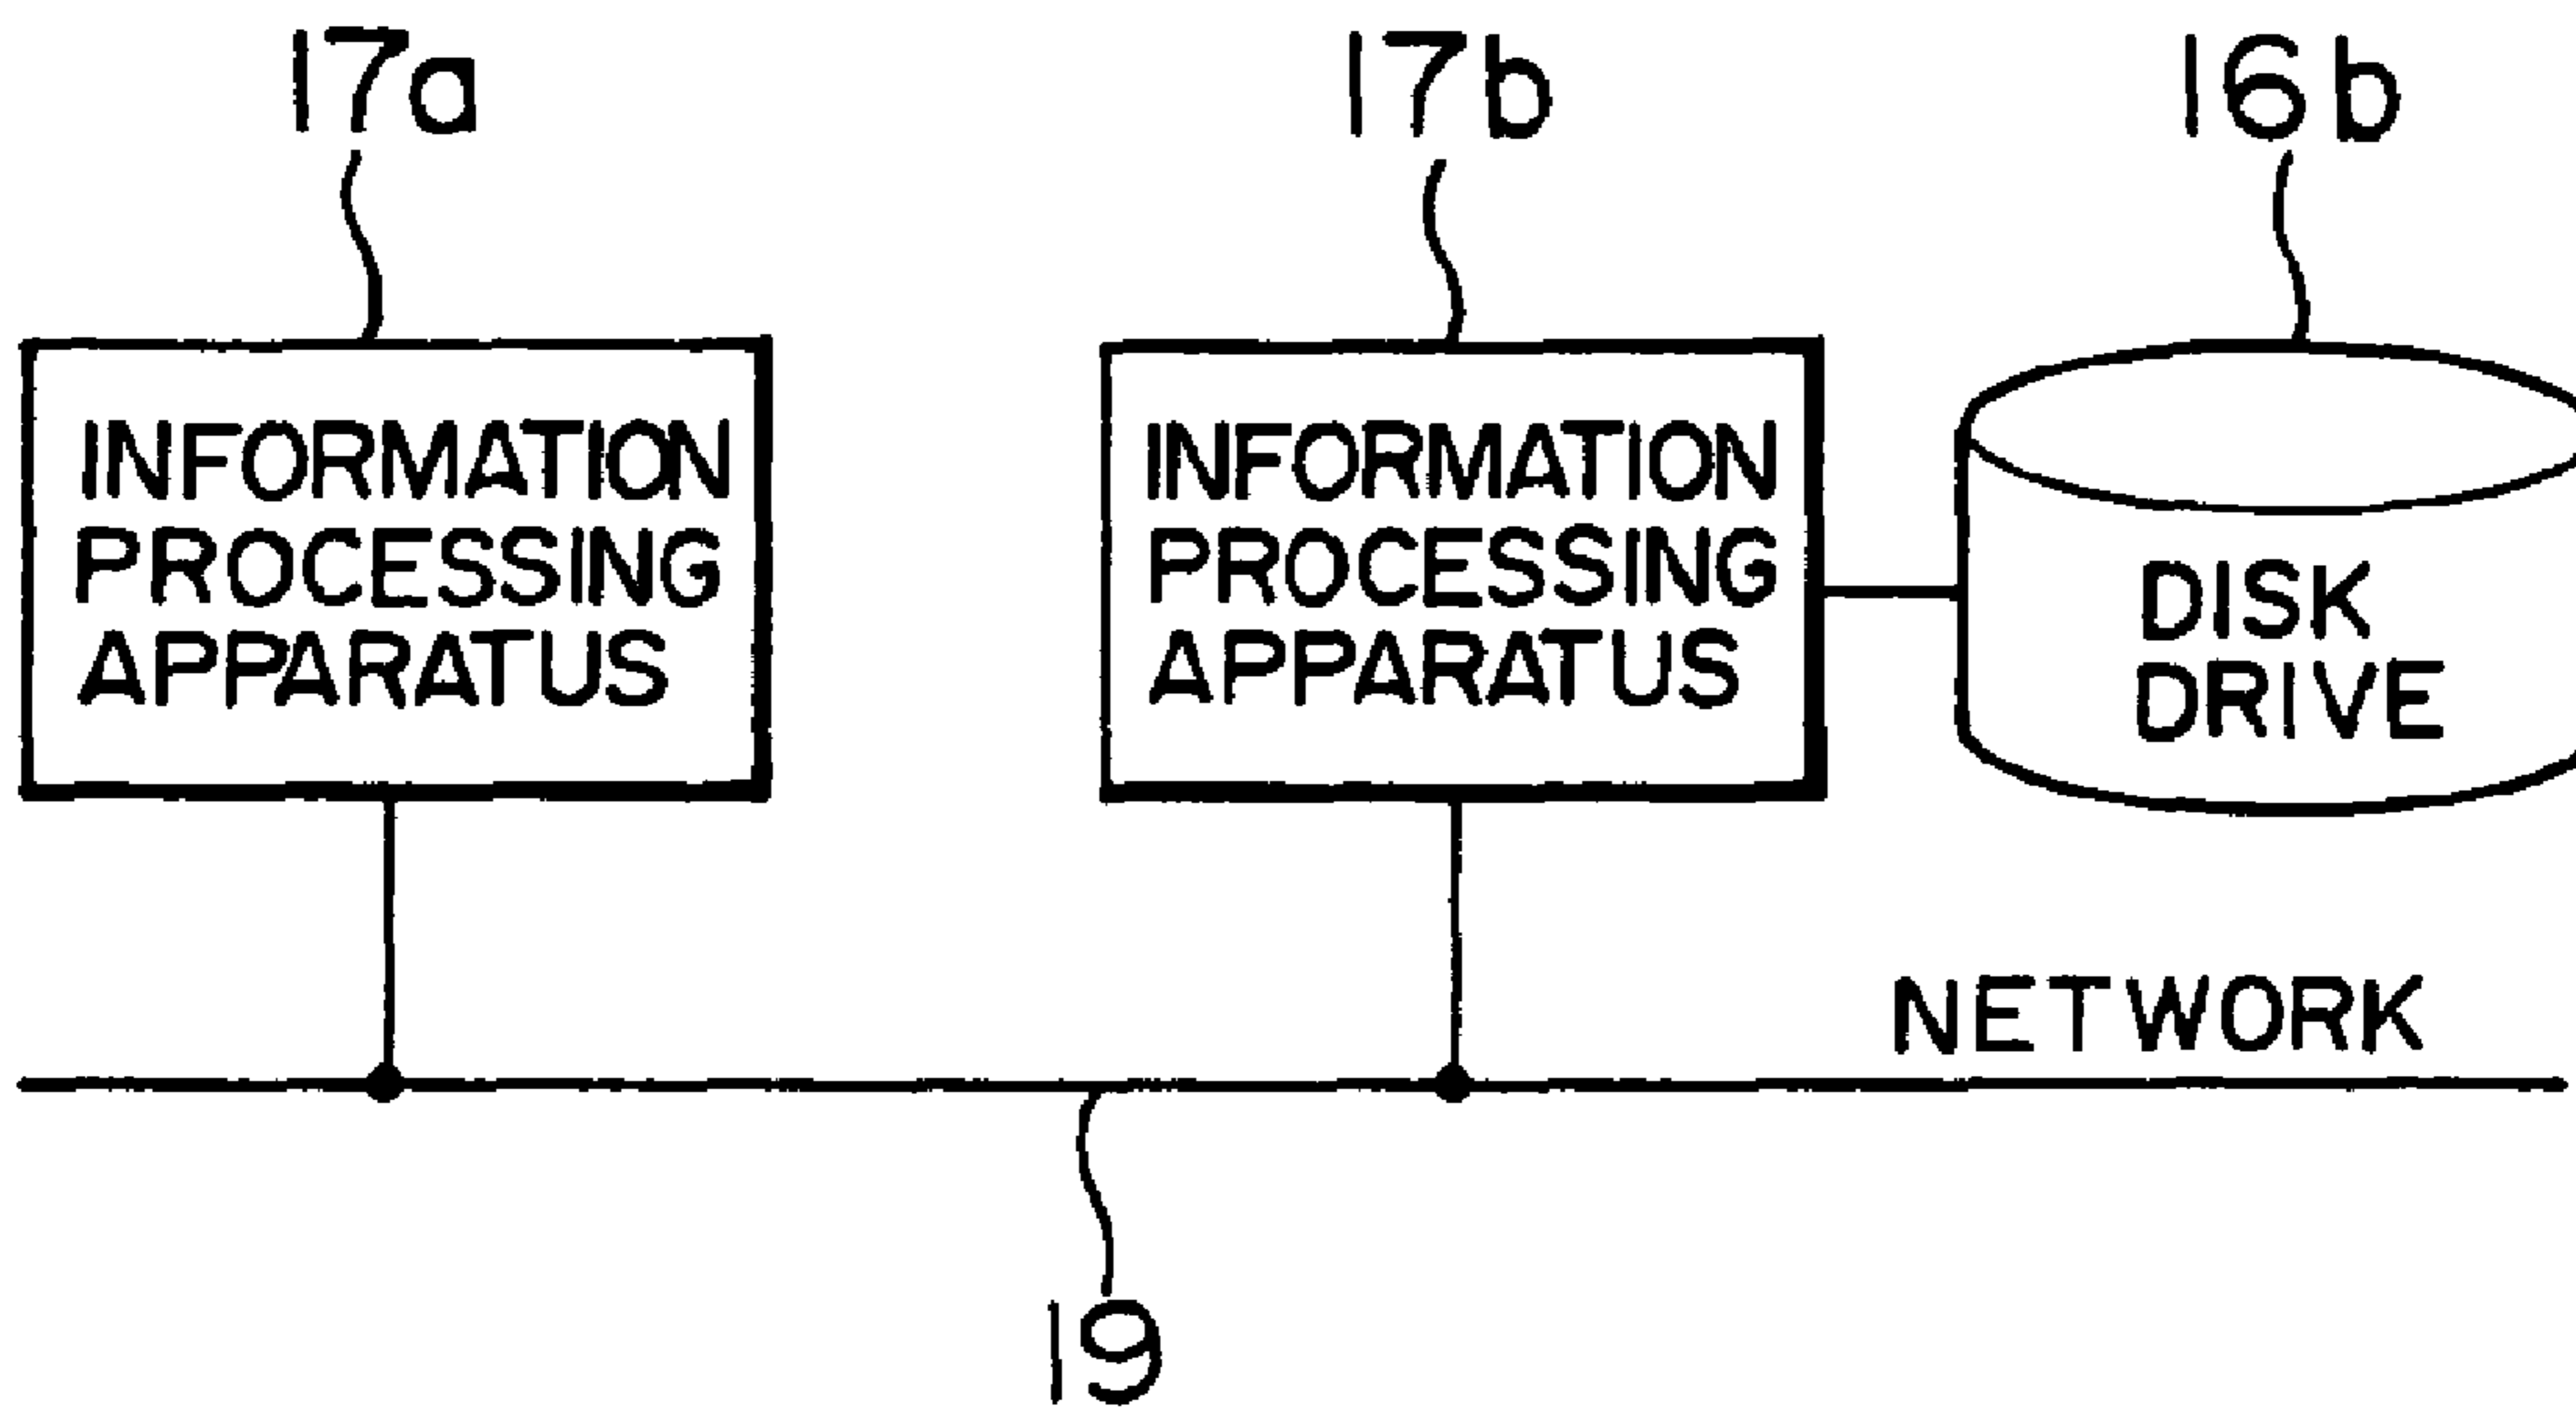 17a
17b
16b
INFORMATION
PROCESSING
APPARATUS
INFORMATION
PROCESSING
APPARATUS
DISK
DRIVE
NETWORK
19